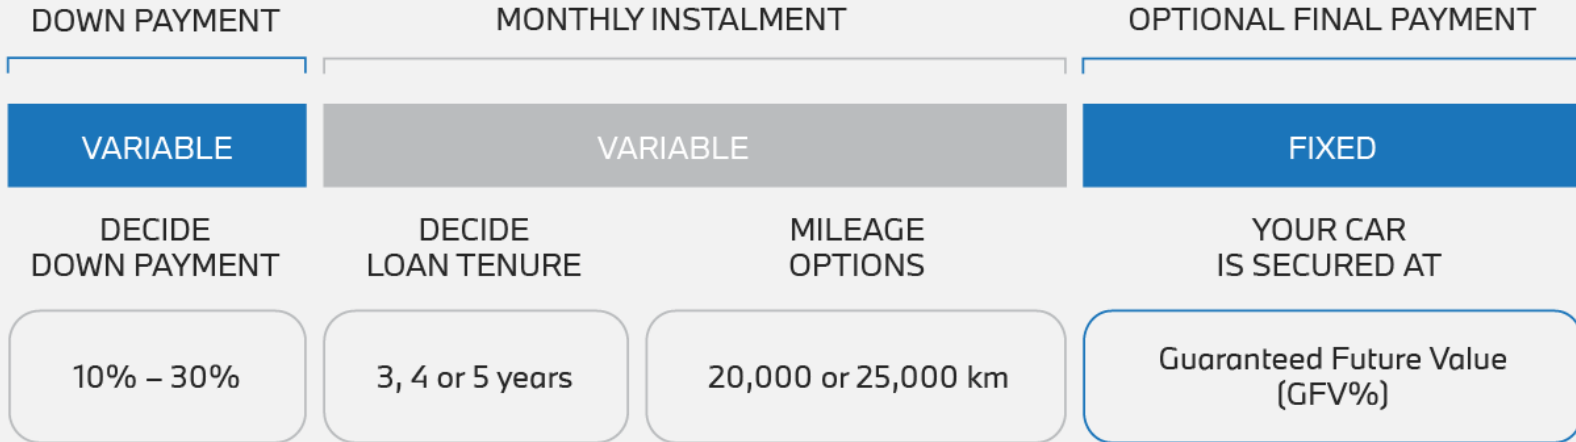 DOWN PAYMENT
MONTHLY INSTALMENT
OPTIONAL FINAL PAYMENT
VARIABLE
VARIABLE
FIXED
DECIDE
DOWN PAYMENT
DECIDE
LOAN TENURE
MILEAGE
OPTIONS
YOUR CAR
IS SECURED AT
10% – 30%
3, 4 or 5 years
20,000 or 25,000 km
Guaranteed Future Value
(GFV%)